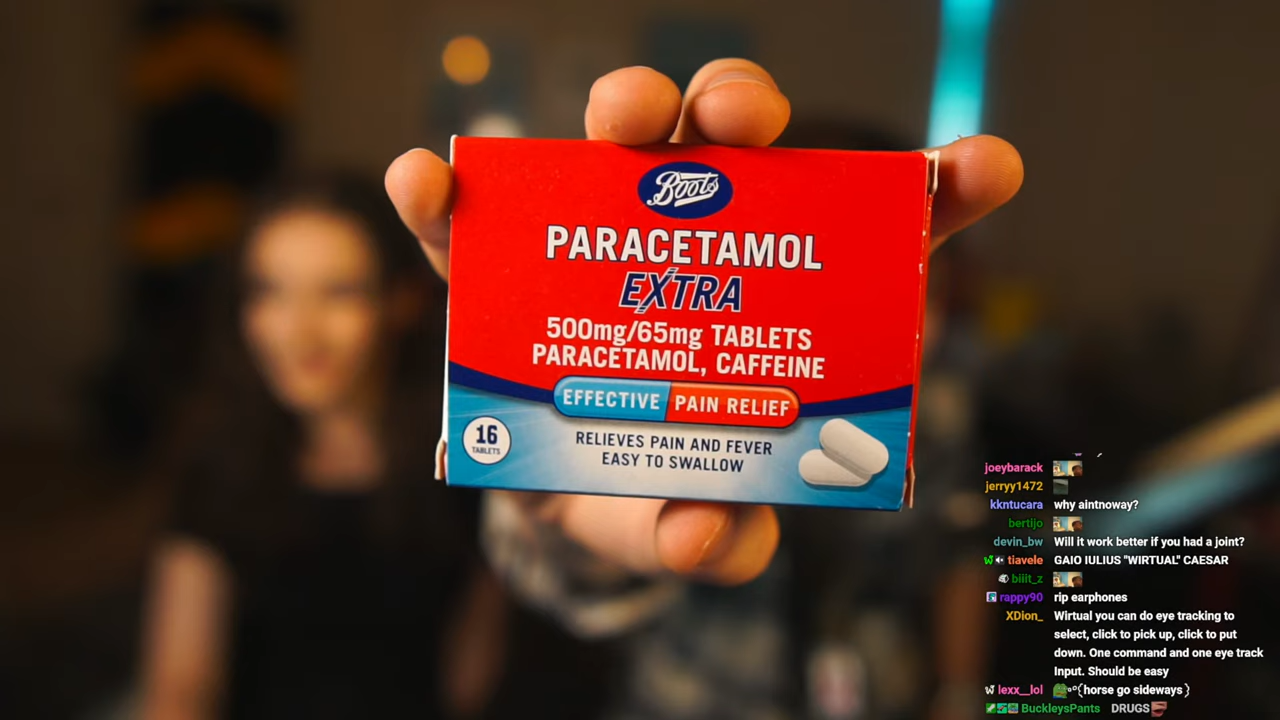 Boots
PARACETAMOL
EXTRA
500mg/65mg TABLETS
PARACETAMOL, CAFFEINE
EFFECTIVE PAIN RELIEF
16
TABLETS
RELIEVES PAIN AND FEVER
EASY TO SWALLOW
joeybarack
jerryy1472
kkntucara why aintnoway?
bertijo
devin_bw Will it work better if you had a joint?
tiavele GAIO IULIUS "WIRTUAL" CAESAR
biiit_z
rappy90 rip earphones
XDion_ Wirtual you can do eye tracking to
select, click to pick up, click to put
down. One command and one eye track
Input. Should be easy
lexx__lol (horse go sideways)
BuckleysPants DRUGS